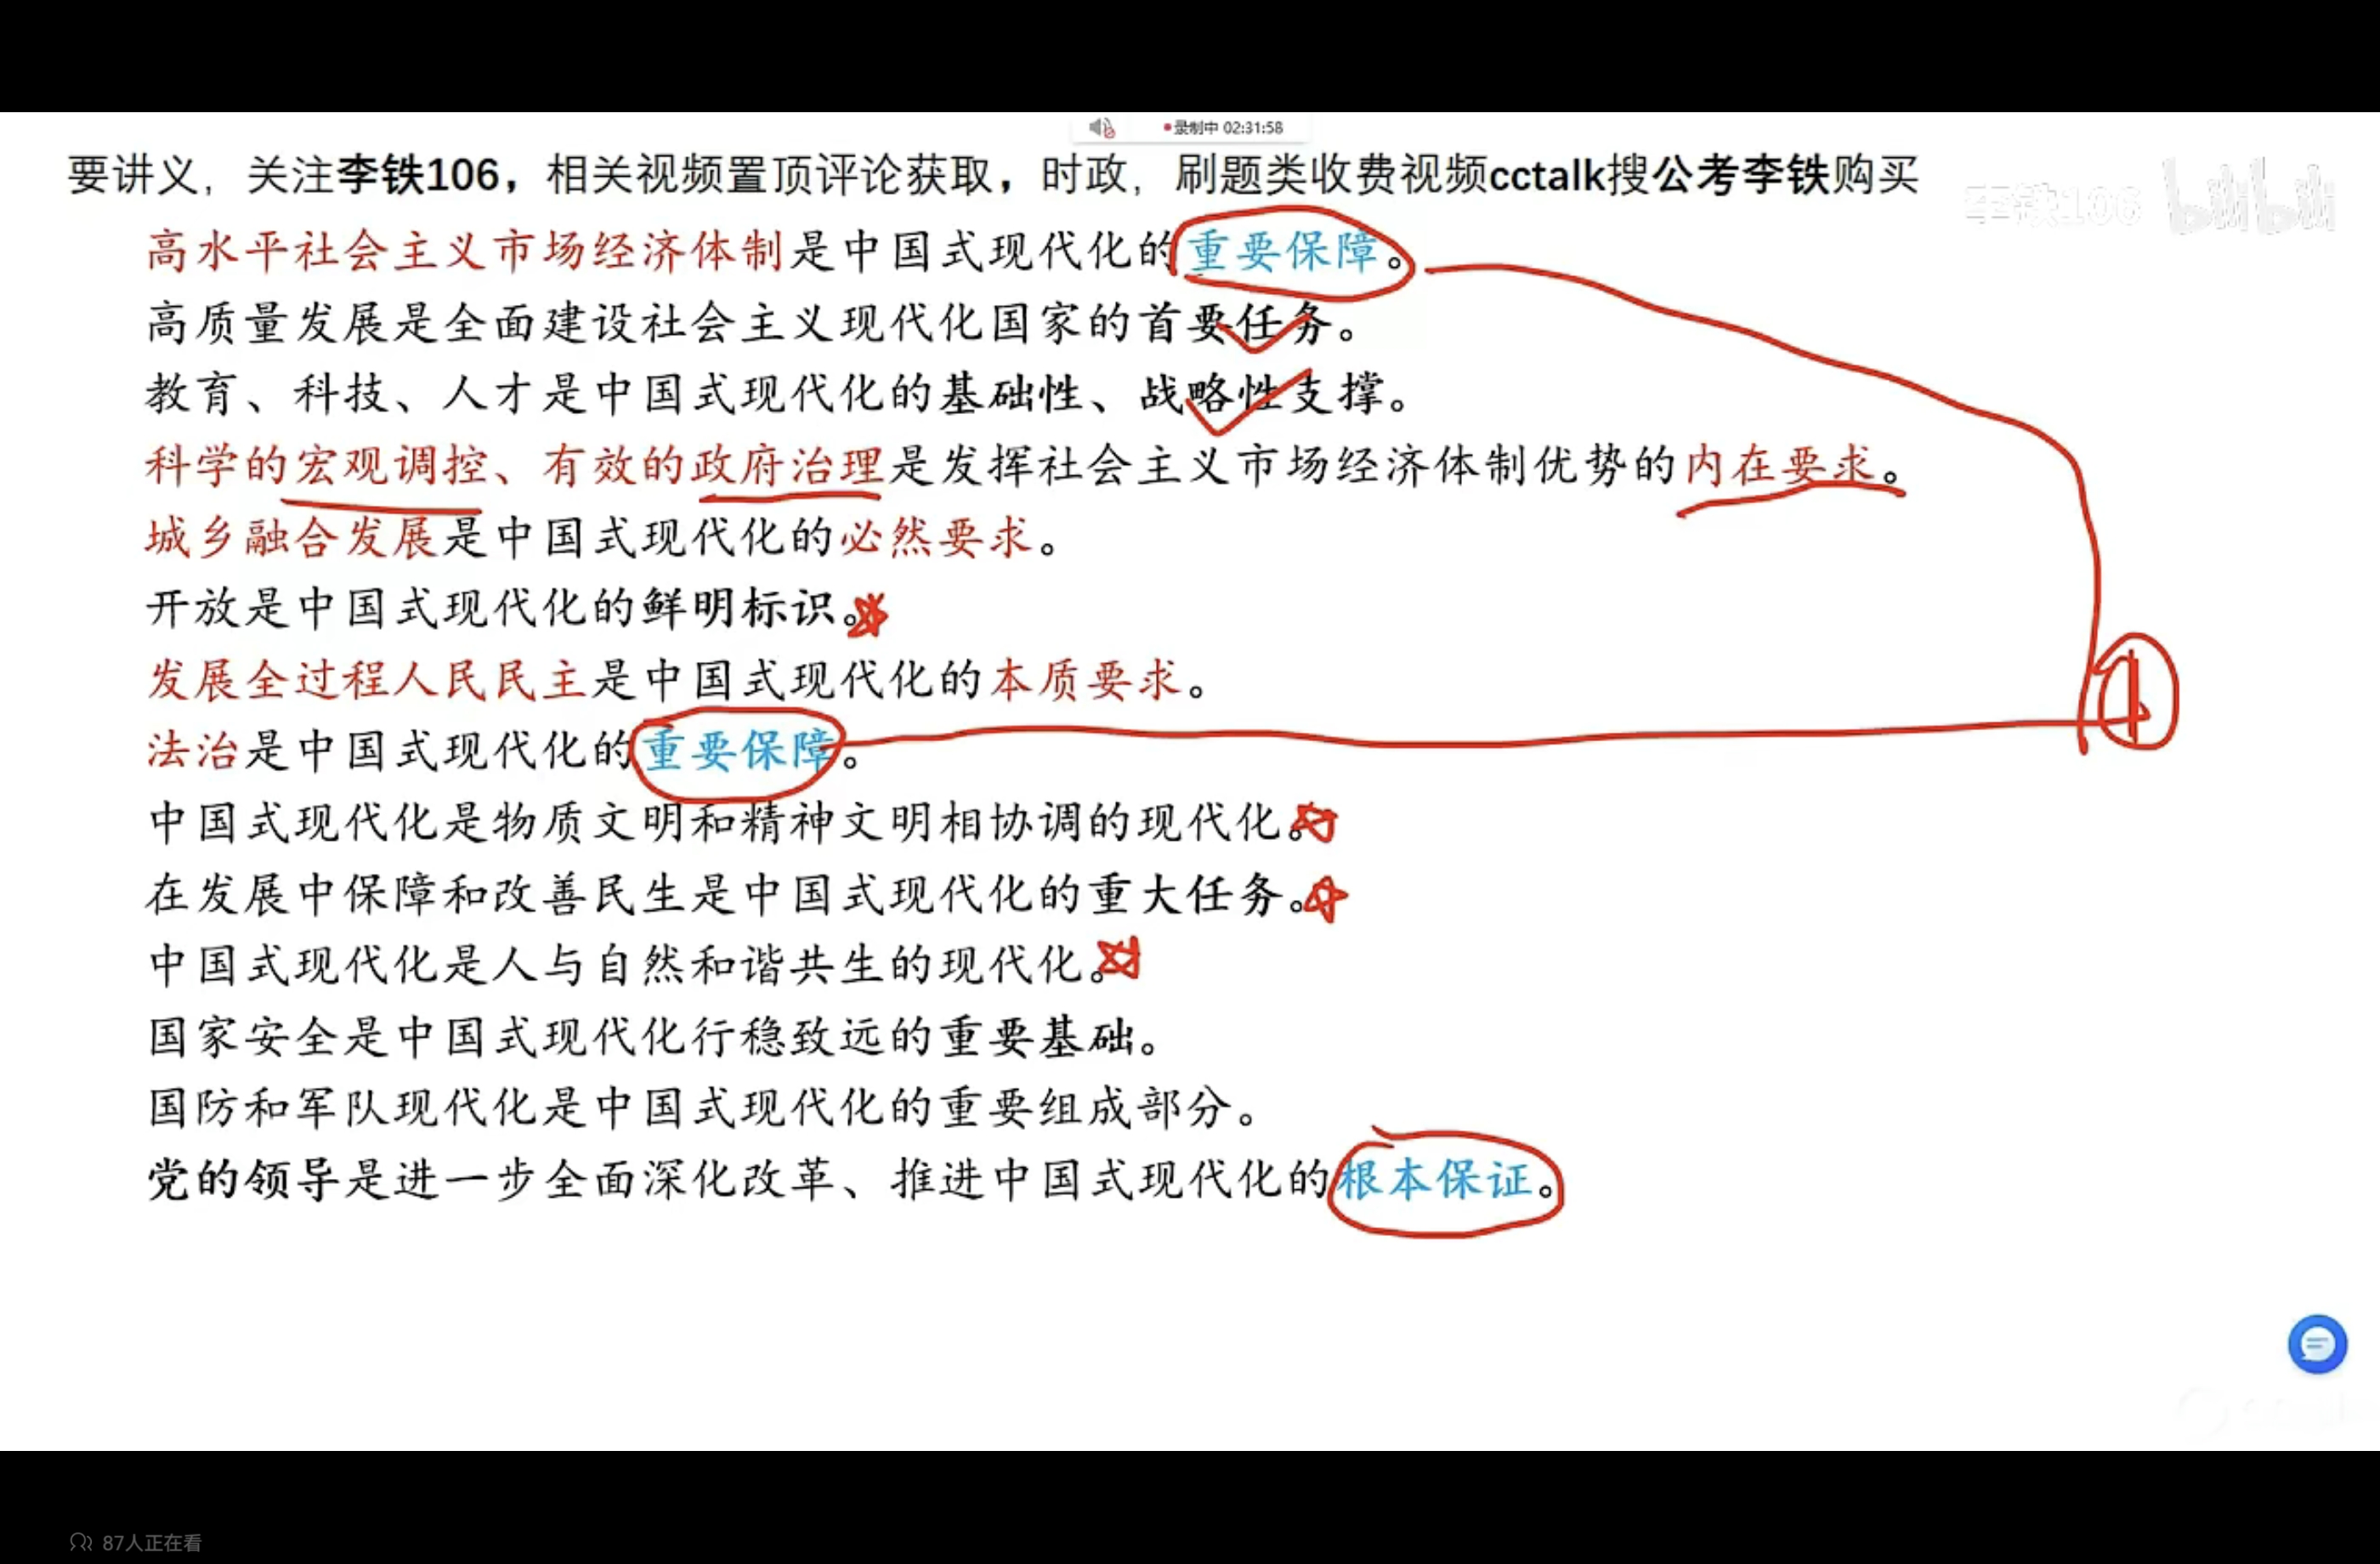 录制中 02:31:58
要讲义，关注李铁106，相关视频置顶评论获取，时政，刷题类收费视频cctalk搜公考李铁购买
李铁106 bilibili
高水平社会主义市场经济体制是中国式现代化的重要保障。
高质量发展是全面建设社会主义现代化国家的首要任务。
教育、科技、人才是中国式现代化的基础性、战略性支撑。
科学的宏观调控、有效的政府治理是发挥社会主义市场经济体制优势的内在要求。
城乡融合发展是中国式现代化的必然要求。
开放是中国式现代化的鲜明标识。
发展全过程人民民主是中国式现代化的本质要求。
法治是中国式现代化的重要保障。
中国式现代化是物质文明和精神文明相协调的现代化。
在发展中保障和改善民生是中国式现代化的重大任务。
中国式现代化是人与自然和谐共生的现代化。
国家安全是中国式现代化行稳致远的重要基础。
国防和军队现代化是中国式现代化的重要组成部分。
党的领导是进一步全面深化改革、推进中国式现代化的根本保证。
87人正在看